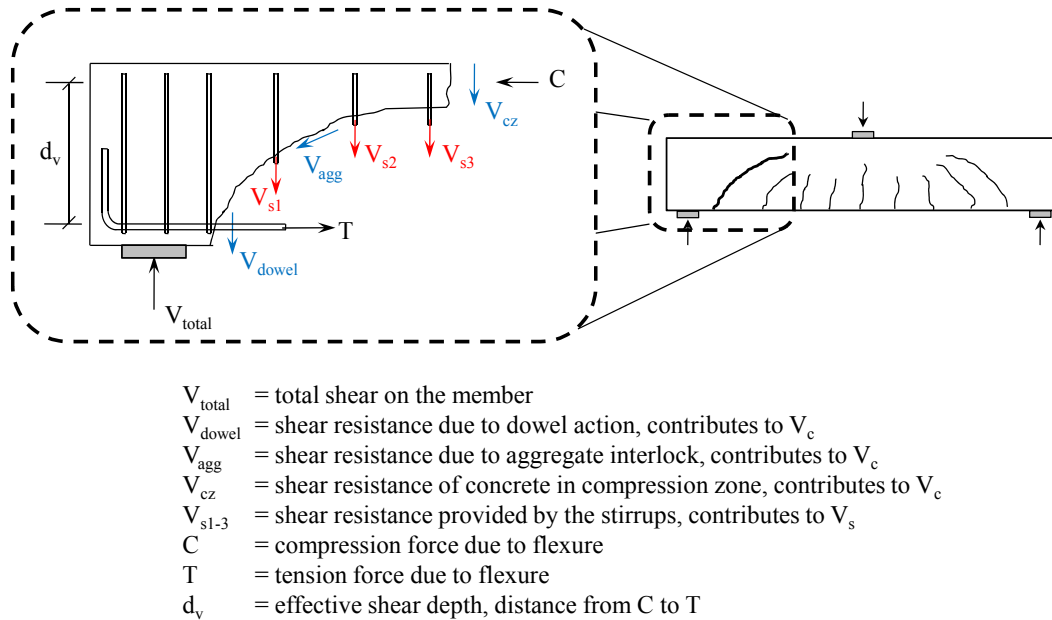 C
V_cz
d_v
V_agg
V_s2
V_s3
V_s1
T
V_dowel
V_total
V_total = total shear on the member
V_dowel = shear resistance due to dowel action, contributes to V_c
V_agg = shear resistance due to aggregate interlock, contributes to V_c
V_cz = shear resistance of concrete in compression zone, contributes to V_c
V_s1-3 = shear resistance provided by the stirrups, contributes to V_s
C = compression force due to flexure
T = tension force due to flexure
d_v = effective shear depth, distance from C to T